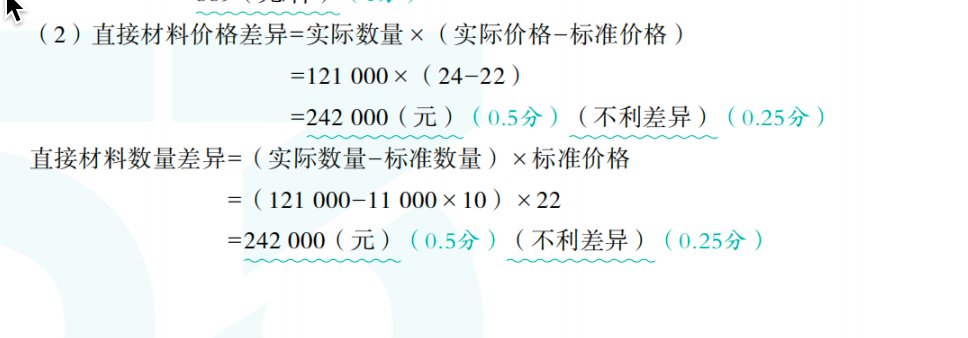 （2）直接材料价格差异=实际数量×（实际价格-标准价格）
=121 000×（24-22）
=242 000（元）（0.5分）（不利差异）（0.25分）
直接材料数量差异=（实际数量-标准数量）×标准价格
=（121 000-11 000×10）×22
=242 000（元）（0.5分）（不利差异）（0.25分）